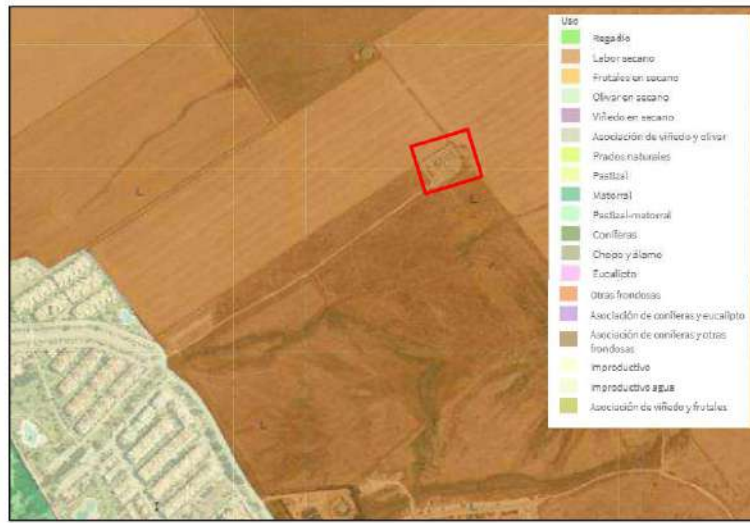 Uso
Regadío
Labor secano
Frutales en secano
Olivar en secano
Viñedo en secano
Asociación de viñedo y olivar
Prados naturales
Pastizal
Matorral
Pastizal-matorral
Coníferas
Chopo y álamo
Eucalipto
Otras frondosas
Asociación de coníferas y eucalipto
Asociación de coníferas y otras
frondosas
Improductivo
Improductivo agua
Asociación de viñedo y frutales
L
L
L
I
I